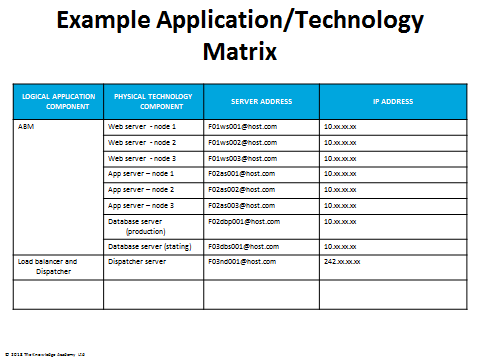 Example Application/Technology
Matrix
LOGICAL APPLICATION COMPONENT PHYSICAL TECHNOLOGY COMPONENT SERVER ADDRESS IP ADDRESS
ABM Web server - node 1 F01ws001@host.com 10.xx.xx.xx
Web server - node 2 F01ws002@host.com 10.xx.xx.xx
Web server - node 3 F01ws003@host.com 10.xx.xx.xx
App server – node 1 F02as001@host.com 10.xx.xx.xx
App server – node 2 F02as002@host.com 10.xx.xx.xx
App server – node 3 F02as003@host.com 10.xx.xx.xx
Database server (production) F02dbp001@host.com 10.xx.xx.xx
Database server (stating) F03dbs001@host.com 10.xx.xx.xx
Load balancer and Dispatcher Dispatcher server F03nd001@host.com 242.xx.xx.xx
The Knowledge Academy Ltd